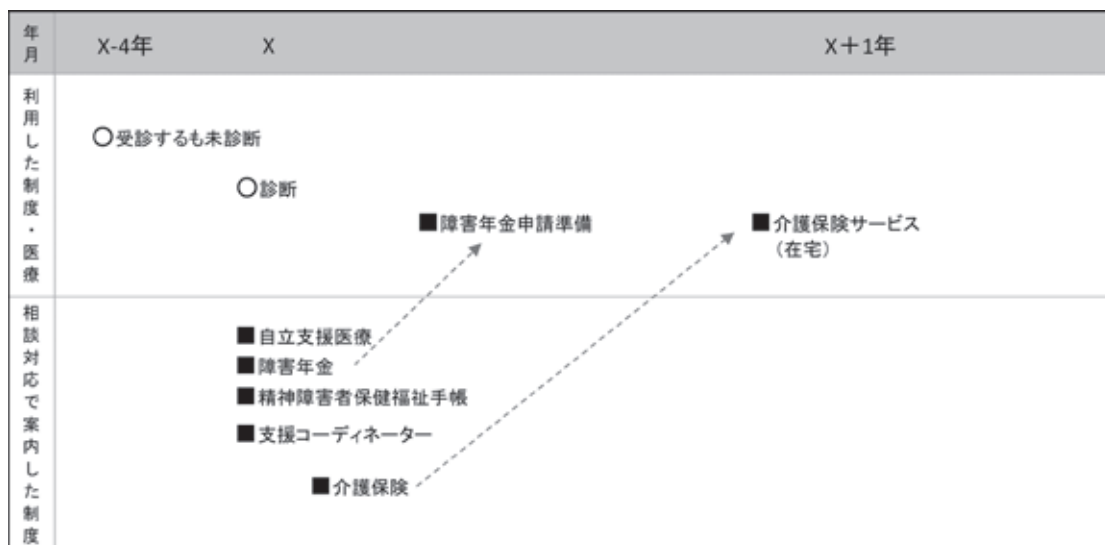 年月 X-4年 X X＋1年
利用した制度・医療
○受診するも未診断
○診断
■障害年金申請準備 ■介護保険サービス
（在宅）
相談対応で案内した制度
■自立支援医療
■障害年金
■精神障害者保健福祉手帳
■支援コーディネーター
■介護保険